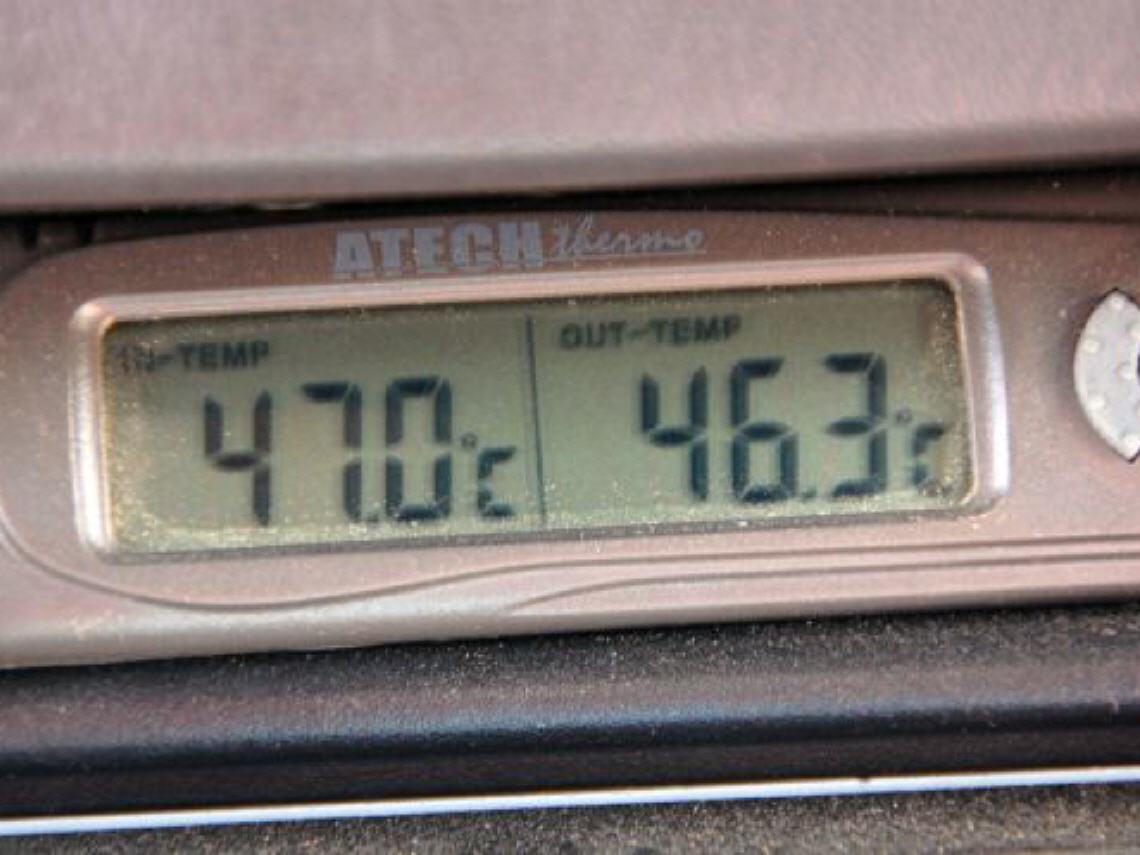 ATECH thermo
IN-TEMP OUT-TEMP
47.0°C 46.3°C